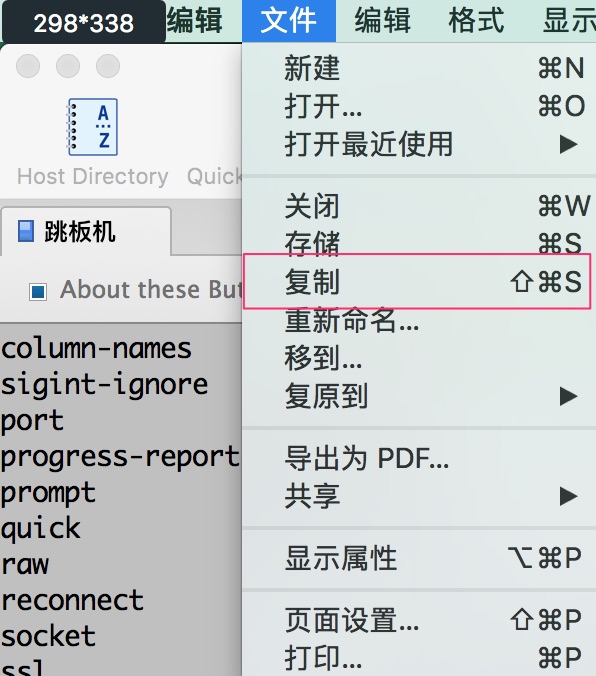 298*338 编辑 文件 编辑 格式 显示
Host Directory Quick
跳板机
About these But
column-names
sigint-ignore
port
progress-report
prompt
quick
raw
reconnect
socket
ssl
新建 ⌘N
打开... ⌘O
打开最近使用 ▶
关闭 ⌘W
存储 ⌘S
复制 ⇧⌘S
重新命名...
移到...
复原到 ▶
导出为 PDF...
共享 ▶
显示属性 ⌥⌘P
页面设置... ⇧⌘P
打印... ⌘P